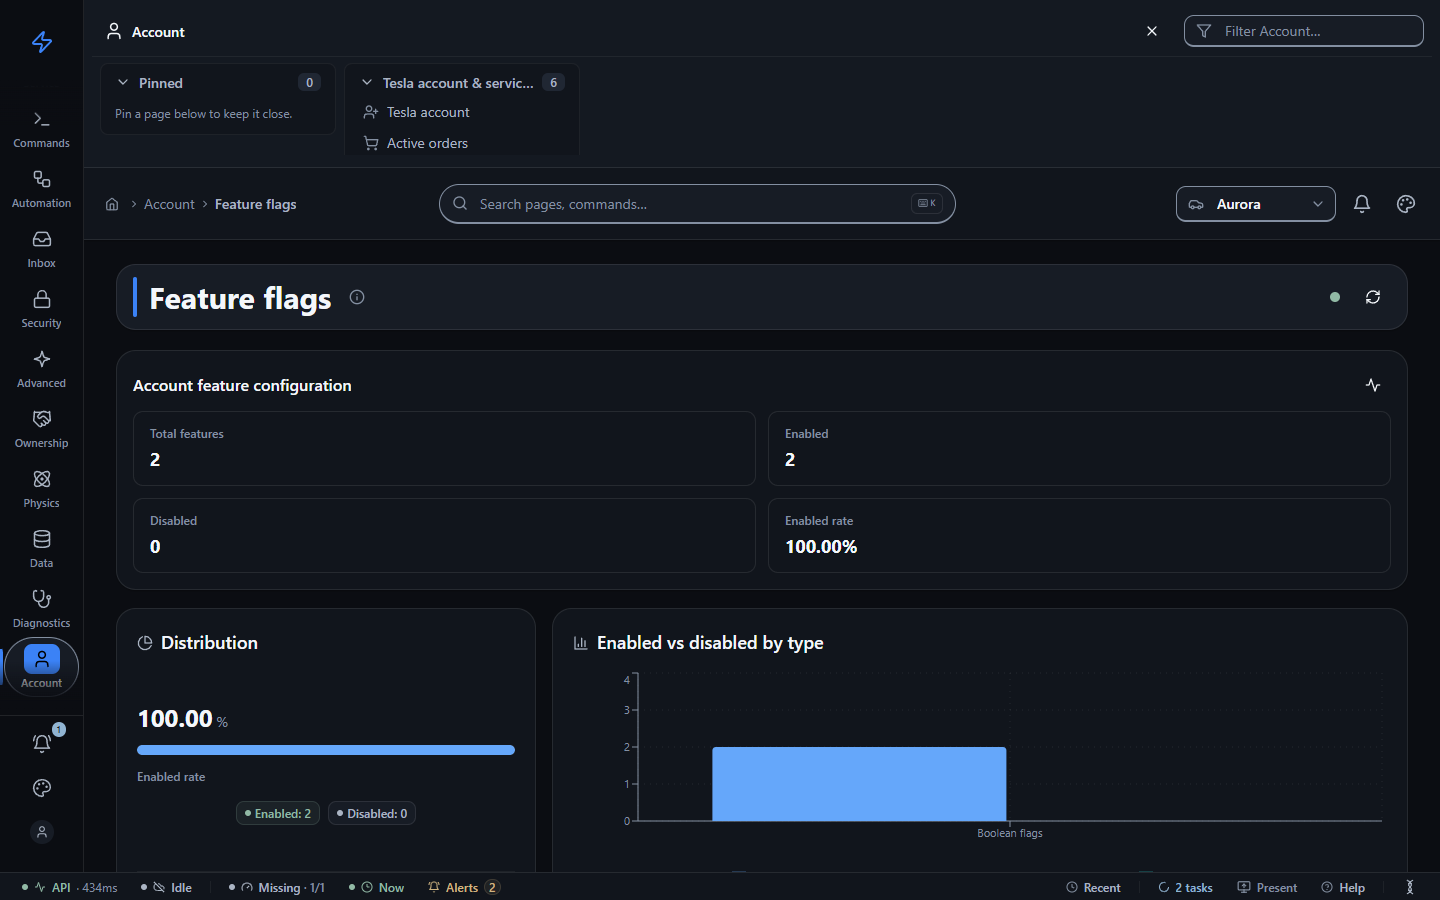 Account
Filter Account...
Pinned
0
Pin a page below to keep it close.
Tesla account & servic...
6
Tesla account
Active orders
Commands
Automation
Inbox
Security
Advanced
Ownership
Physics
Data
Diagnostics
Account
1
Account
Feature flags
Search pages, commands...
K
Aurora
Feature flags
Account feature configuration
Total features
2
Enabled
2
Disabled
0
Enabled rate
100.00%
Distribution
100.00 %
Enabled rate
Enabled: 2
Disabled: 0
Enabled vs disabled by type
4
3
2
1
0
Boolean flags
API · 434ms
Idle
Missing · 1/1
Now
Alerts 2
Recent
2 tasks
Present
Help